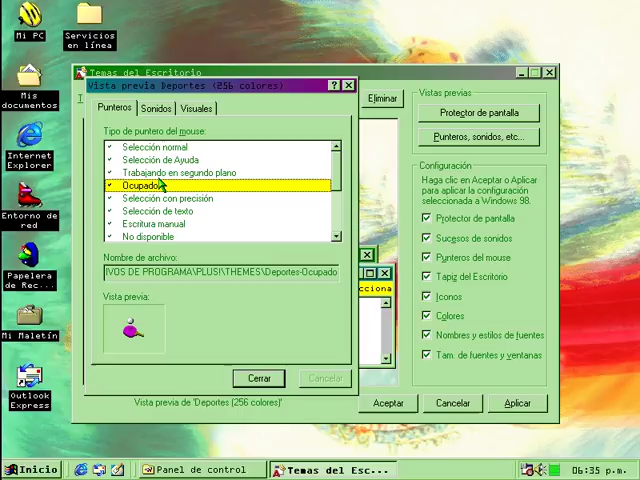 Mi PC
Servicios
en línea
Mis
documentos
Internet
Explorer
Entorno de
red
Papelera
de Rec...
Mi Maletín
Outlook
Express
Temas del Escritorio
Eliminar
Vistas previas
Protector de pantalla
Punteros, sonidos, etc...
Configuración
Haga clic en Aceptar o Aplicar
para aplicar la configuración
seleccionada a Windows 98.
Protector de pantalla
Sucesos de sonidos
Punteros del mouse
Tapiz del Escritorio
Iconos
Colores
Nombres y estilos de fuentes
Tam. de fuentes y ventanas
Vista previa Deportes (256 colores)
Punteros
Sonidos
Visuales
Tipo de puntero del mouse:
Selección normal
Selección de Ayuda
Trabajando en segundo plano
Ocupado
Selección con precisión
Selección de texto
Escritura manual
No disponible
Nombre de archivo:
IVOS DE PROGRAMA\PLUS!\THEMES\Deportes-Ocupado
Vista previa:
Cerrar
Cancelar
cciona
Vista previa de 'Deportes (256 colores)'
Aceptar
Cancelar
Aplicar
Inicio
Panel de control
Temas del Esc...
06:35 p.m.